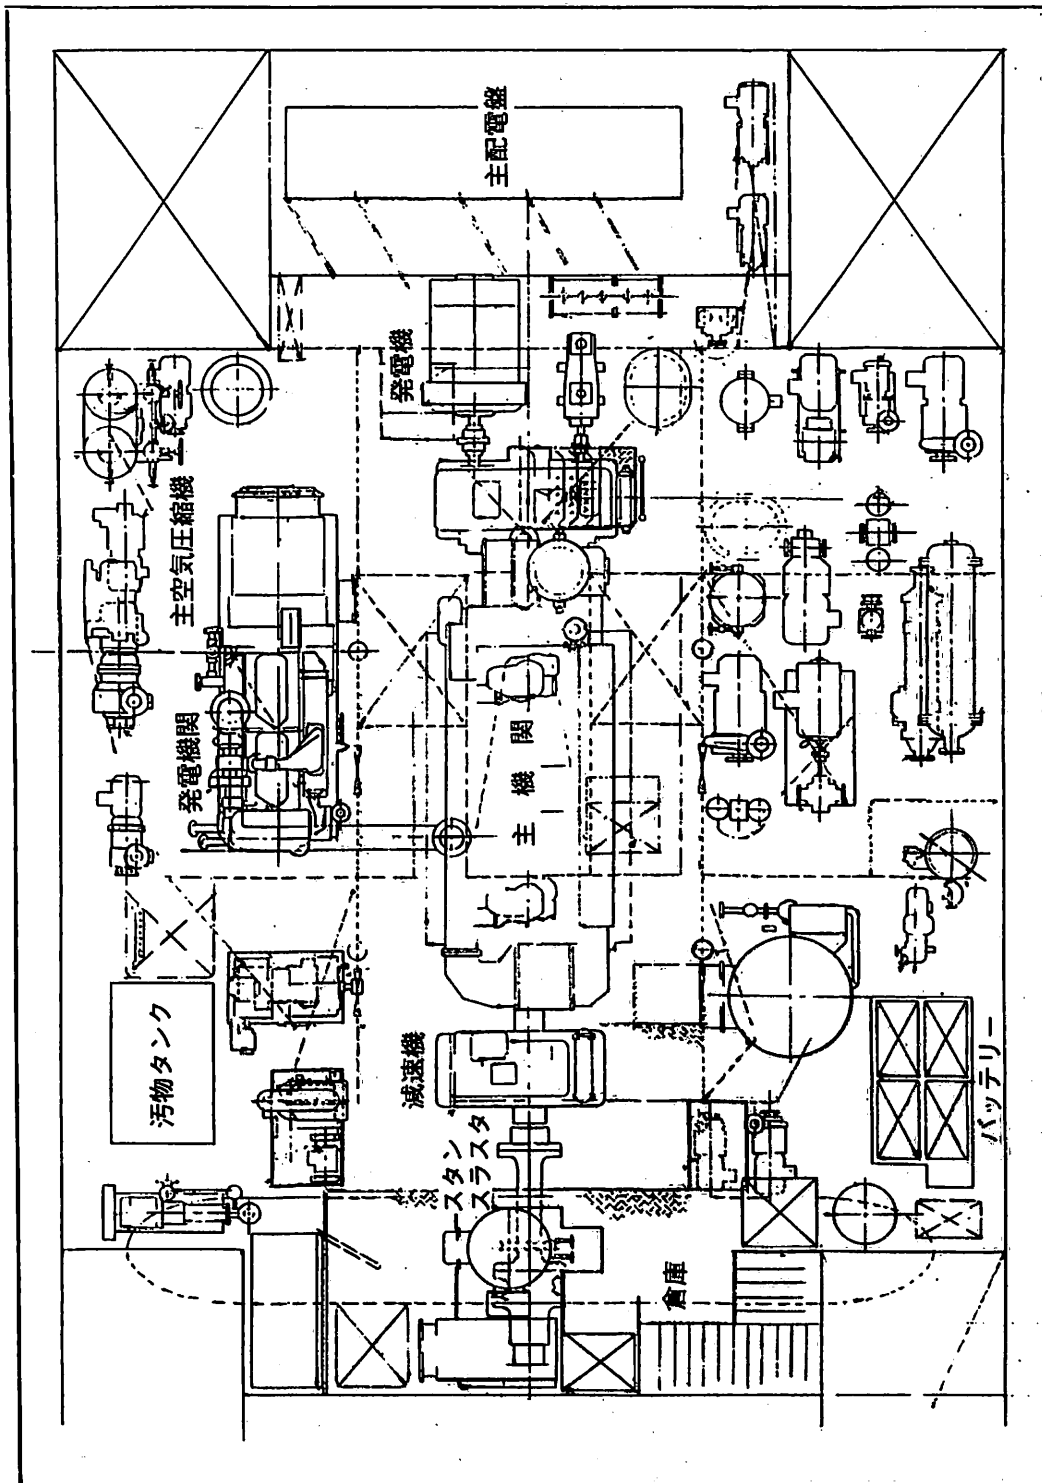 主配電盤
発電機
主空気圧縮機
発電機関
主機関
減速機
汚物タンク
スタン
スラスタ
バッテリー
倉庫